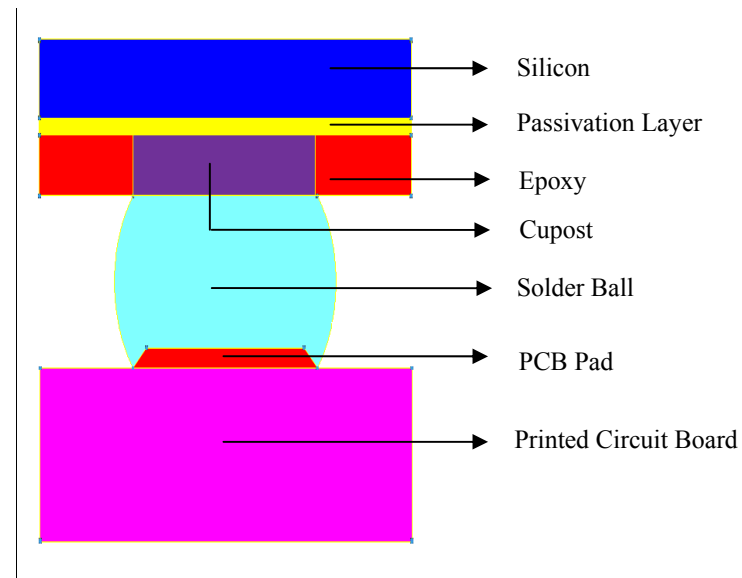 Silicon
Passivation Layer
Epoxy
Cupost
Solder Ball
PCB Pad
Printed Circuit Board